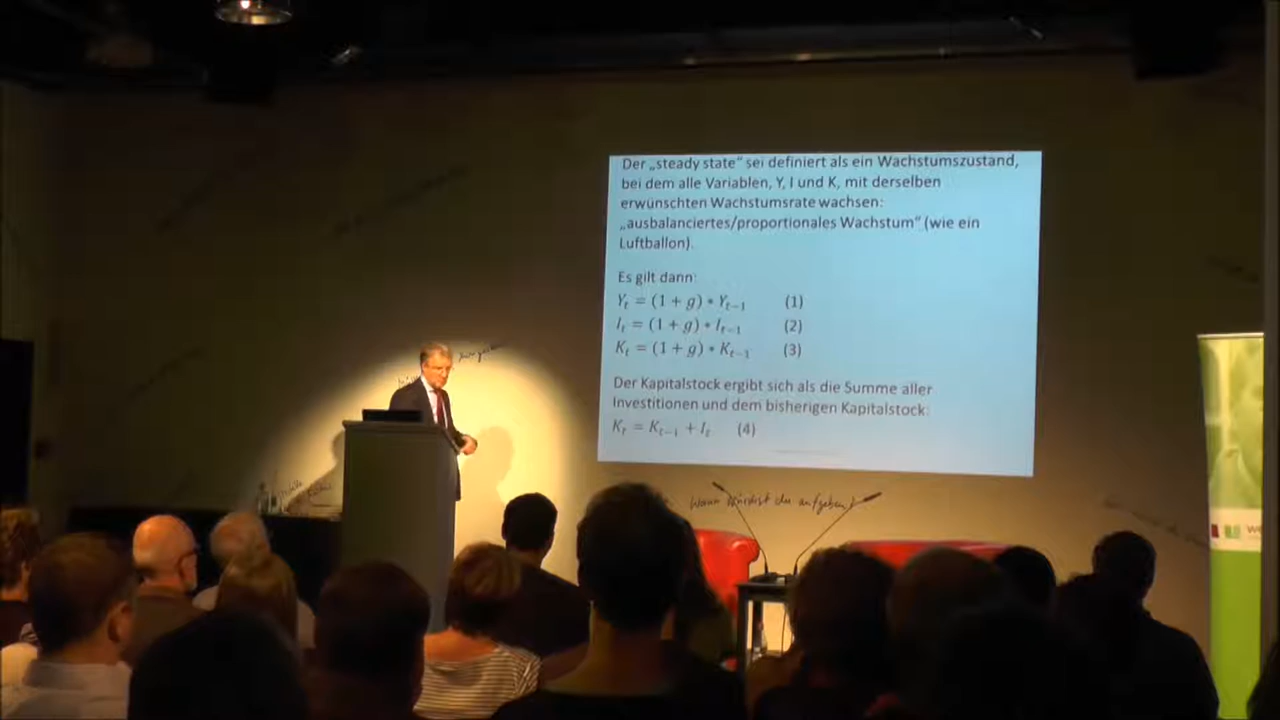 Der „steady state“ sei definiert als ein Wachstumszustand,
bei dem alle Variablen, Y, I und K, mit derselben
erwünschten Wachstumsrate wachsen:
„ausbalanciertes/proportionales Wachstum“ (wie ein
Luftballon).
Es gilt dann:
Yₜ = (1 + g) * Yₜ₋₁ (1)
Iₜ = (1 + g) * Iₜ₋₁ (2)
Kₜ = (1 + g) * Kₜ₋₁ (3)
Der Kapitalstock ergibt sich als die Summe aller
Investitionen und dem bisherigen Kapitalstock:
Kₜ = Kₜ₋₁ + Iₜ (4)
Wann würdest du aufgeben?